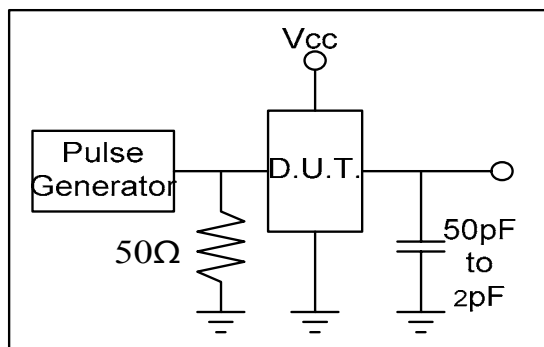 Vcc
Pulse
Generator
D.U.T.
50Ω
50pF
to
2pF